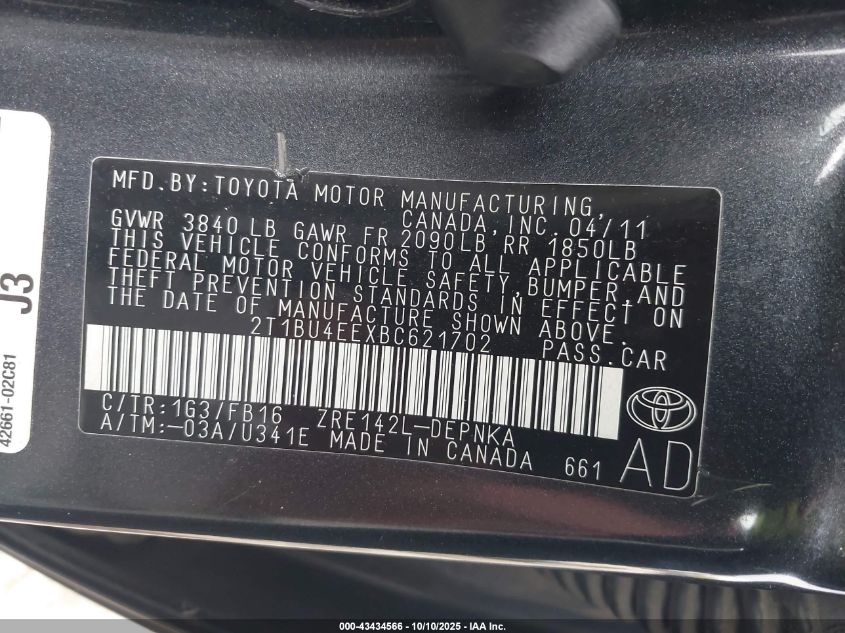 MFD.BY:TOYOTA MOTOR MANUFACTURING,
CANADA,INC. 04/11
GVWR 3840 LB GAWR FR 2090LB RR 1850LB
THIS VEHICLE CONFORMS TO ALL APPLICABLE
FEDERAL MOTOR VEHICLE SAFETY,BUMPER,AND
THEFT PREVENTION STANDARDS IN EFFECT ON
THE DATE OF MANUFACTURE SHOWN ABOVE.
2T1BU4EEXBC621702 PASS.CAR
C/TR:1G3/FB16 ZRE142L-DEPNKA
A/TM:-03A/U341E MADE IN CANADA 661
AD
J3
42661-02C81
000-43434566 - 10/10/2025 - IAA Inc.